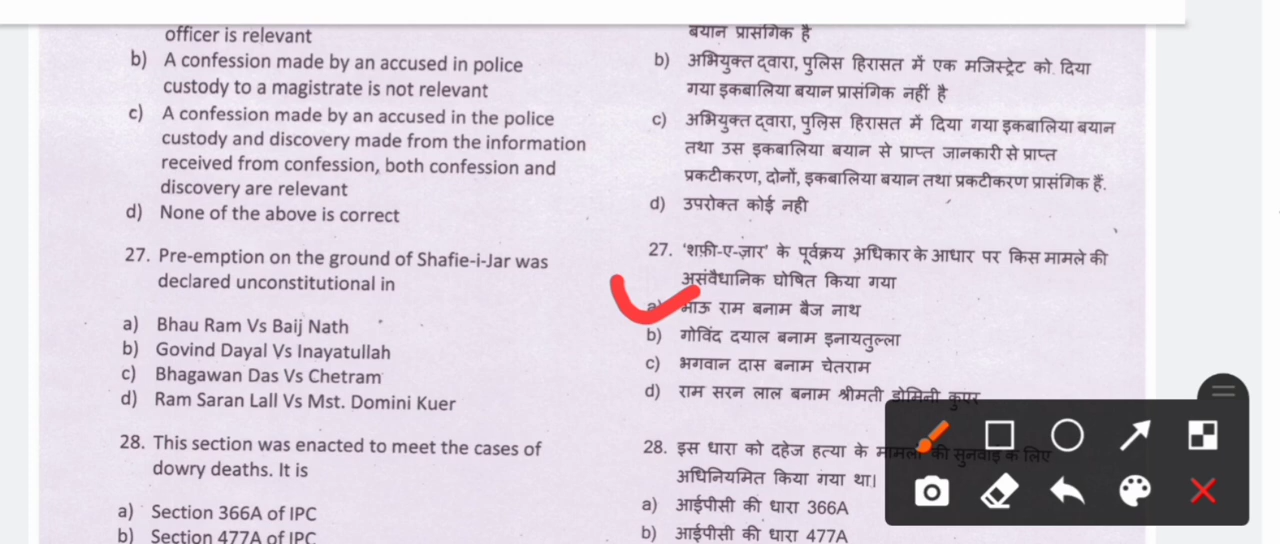 officer is relevant
b) A confession made by an accused in police
custody to a magistrate is not relevant
c) A confession made by an accused in the police
custody and discovery made from the information
received from confession, both confession and
discovery are relevant
d) None of the above is correct
27. Pre-emption on the ground of Shafie-i-Jar was
declared unconstitutional in
a) Bhau Ram Vs Baij Nath
b) Govind Dayal Vs Inayatullah
c) Bhagawan Das Vs Chetram
d) Ram Saran Lall Vs Mst. Domini Kuer
28. This section was enacted to meet the cases of
dowry deaths. It is
a) Section 366A of IPC
b) Section 477A of IPC
बयान प्रासंगिक है
b) अभियुक्त द्वारा, पुलिस हिरासत में एक मजिस्ट्रेट को दिया
गया इकबालिया बयान प्रासंगिक नहीं है
c) अभियुक्त द्वारा, पुलिस हिरासत में दिया गया इकबालिया बयान
तथा उस इकबालिया बयान से प्राप्त जानकारी से प्राप्त
प्रकटीकरण, दोनों, इकबालिया बयान तथा प्रकटीकरण प्रासंगिक हैं.
d) उपरोक्त कोई नही
27. 'शफ़ी-ए-ज़ार' के पूर्वक्रय अधिकार के आधार पर किस मामले की
असंवैधानिक घोषित किया गया
a) भाऊ राम बनाम बैज नाथ
b) गोविंद दयाल बनाम इनायतुल्ला
c) भगवान दास बनाम चेतराम
d) राम सरन लाल बनाम श्रीमती डोमिनी कुएर
28. इस धारा को दहेज हत्या के मामलों की सुनवाई के लिए
अधिनियमित किया गया था।
a) आईपीसी की धारा 366A
b) आईपीसी की धारा 477A